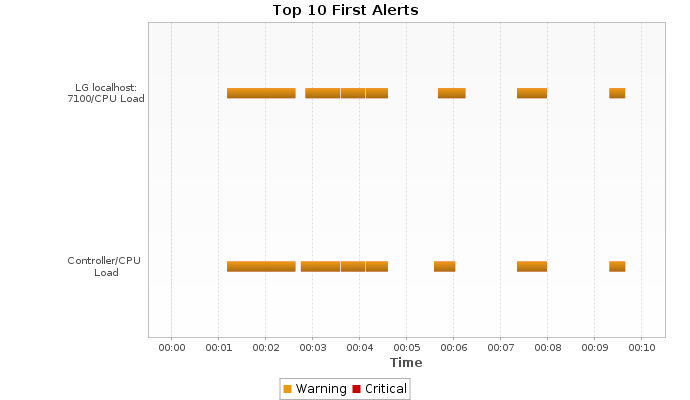 Top 10 First Alerts
LG localhost:
7100/CPU Load
Controller/CPU
Load
00:00 00:01 00:02 00:03 00:04 00:05 00:06 00:07 00:08 00:09 00:10
Time
Warning Critical